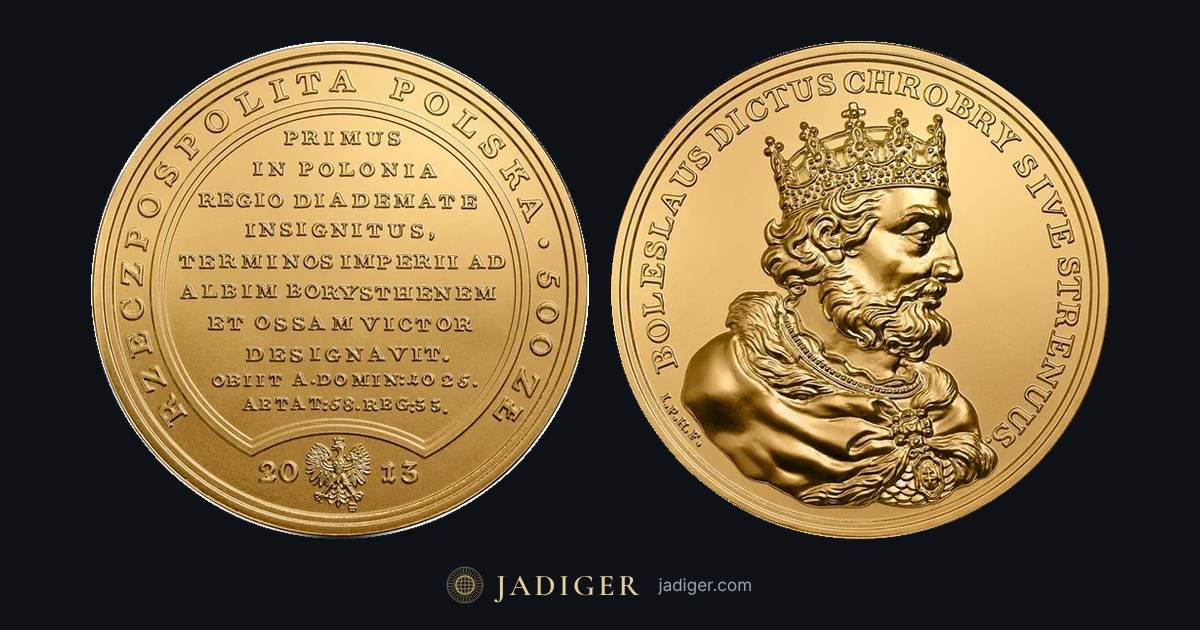 RZECZPOSPOLITA POLSKA · 500 ZŁ
PRIMUS
IN POLONIA
REGIO DIADEMATE
INSIGNITUS,
TERMINOS IMPERII AD
ALBIM BORYSTHENEM
ET OSSAM VICTOR
DESIGNAVIT.
OBIIT A.DOMIN:1025.
AETAT:58.REG:33.
20 13
BOLESLAUS DICTUS CHROBRY SIVE STRENUUS.
I.P.H.F.
JADIGER jadiger.com